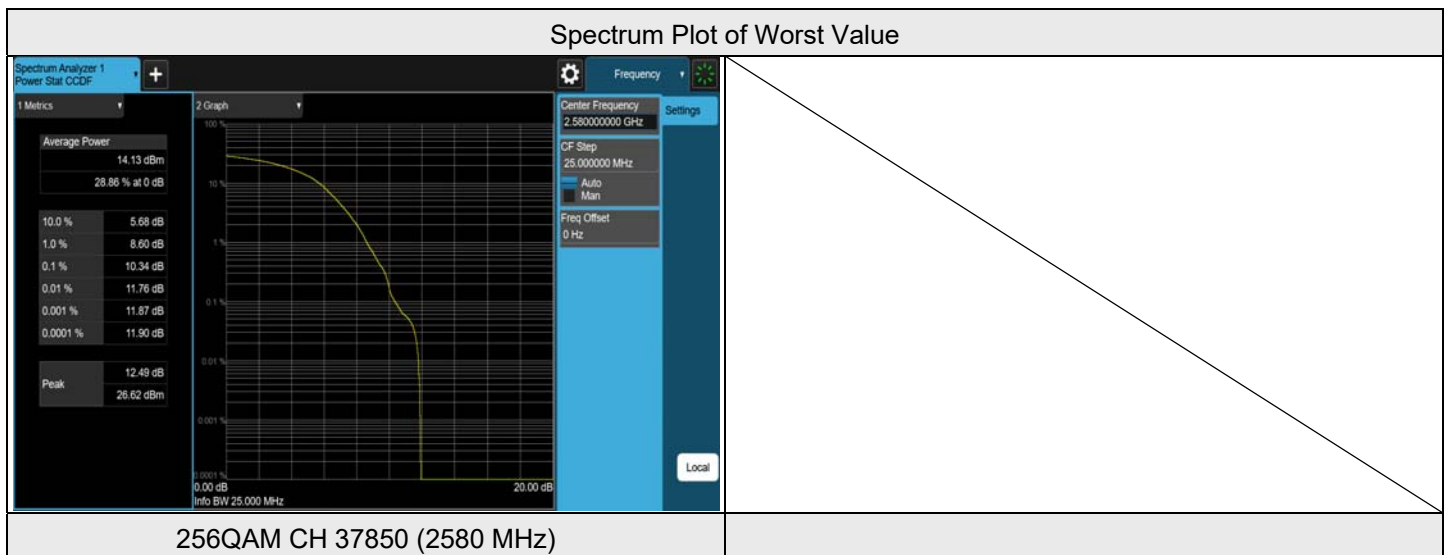 Spectrum Plot of Worst Value
Spectrum Analyzer 1
Power Stat CCDF
+
Frequency
1 Metrics
2 Graph
Average Power
14.13 dBm
28.86 % at 0 dB
10.0 % 5.68 dB
1.0 % 8.60 dB
0.1 % 10.34 dB
0.01 % 11.76 dB
0.001 % 11.87 dB
0.0001 % 11.90 dB
Peak
12.49 dB
26.62 dBm
100 %
10 %
1 %
0.1 %
0.01 %
0.001 %
0.0001 %
0.00 dB
20.00 dB
Info BW 25.000 MHz
Center Frequency
2.580000000 GHz
CF Step
25.000000 MHz
Auto
Man
Freq Offset
0 Hz
Settings
Local
256QAM CH 37850 (2580 MHz)